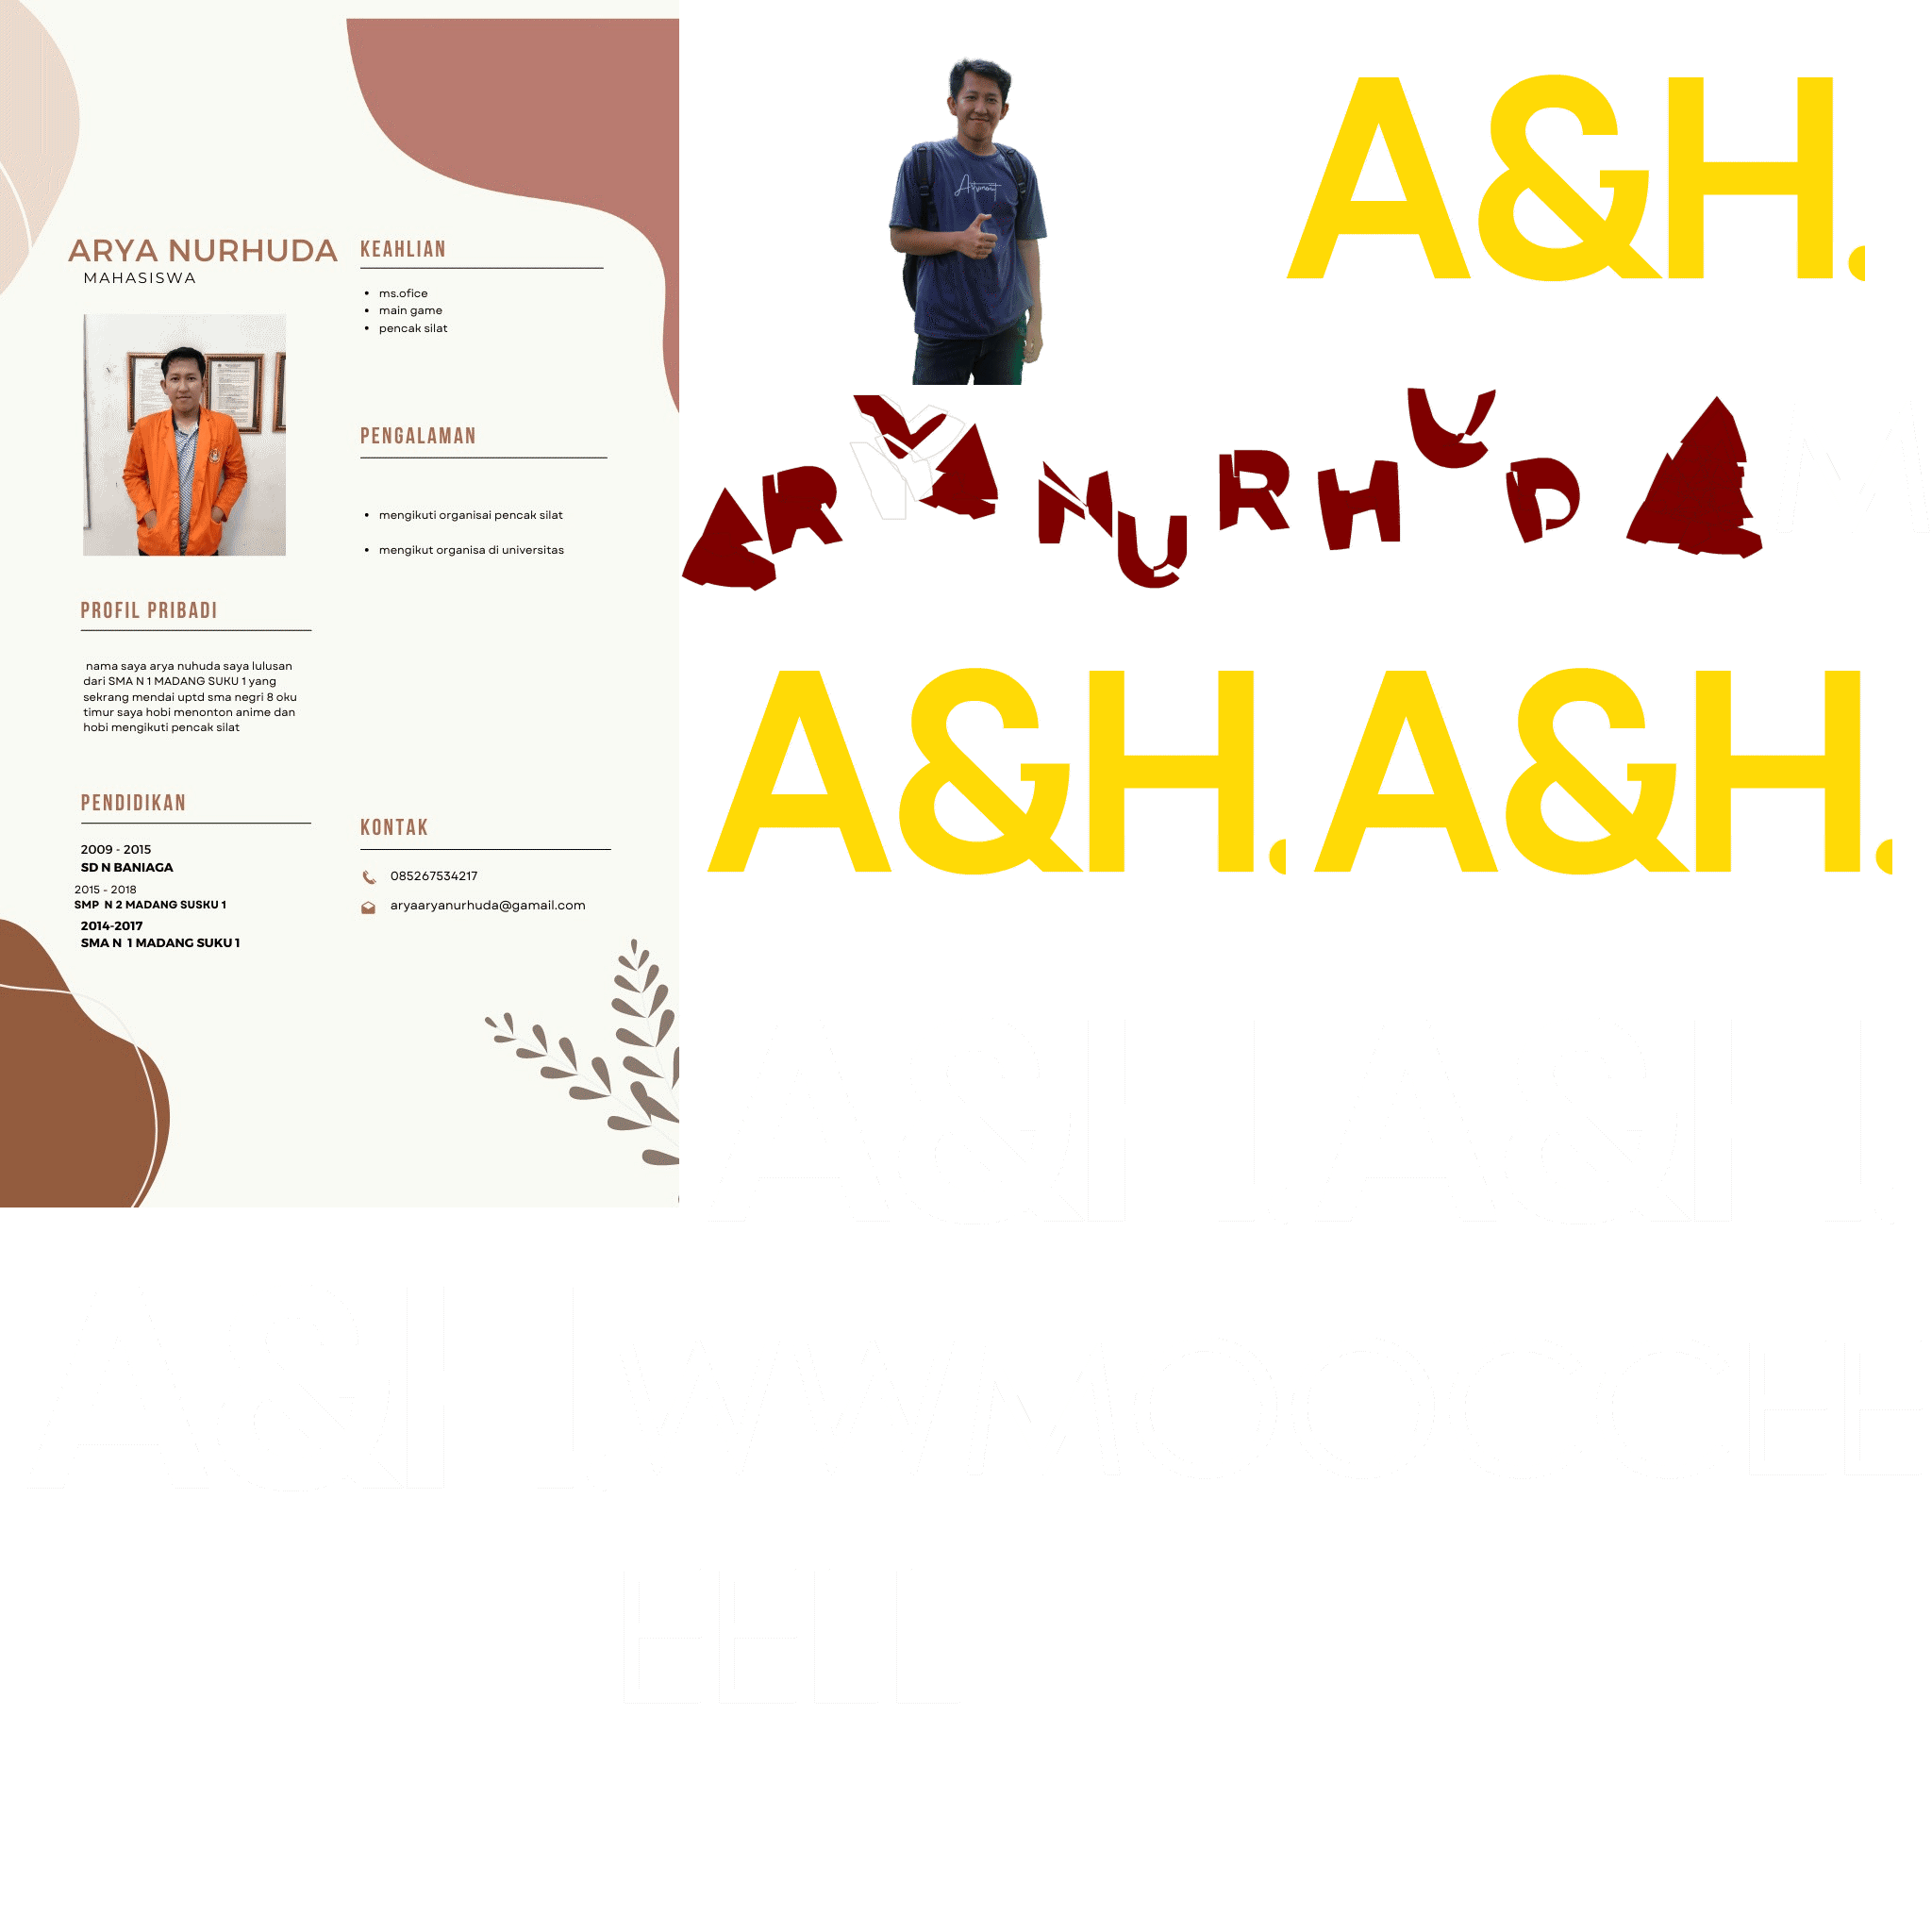 ARYA NURHUDA
MAHASISWA
PROFIL PRIBADI
nama saya arya nuhuda saya lulusan
dari SMA N 1 MADANG SUKU 1 yang
sekrang mendai uptd sma negri 8 oku
timur saya hobi menonton anime dan
hobi mengikuti pencak silat
PENDIDIKAN
2009 - 2015
SD N BANIAGA
2015 - 2018
SMP N 2 MADANG SUSKU 1
2014-2017
SMA N 1 MADANG SUKU 1
KEAHLIAN
• ms.ofice
• main game
• pencak silat
PENGALAMAN
• mengikuti organisai pencak silat
• mengikut organisa di universitas
KONTAK
085267534217
aryaaryanurhuda@gamail.com
A&H.
ARYA NURHUDA
A&H. A&H.